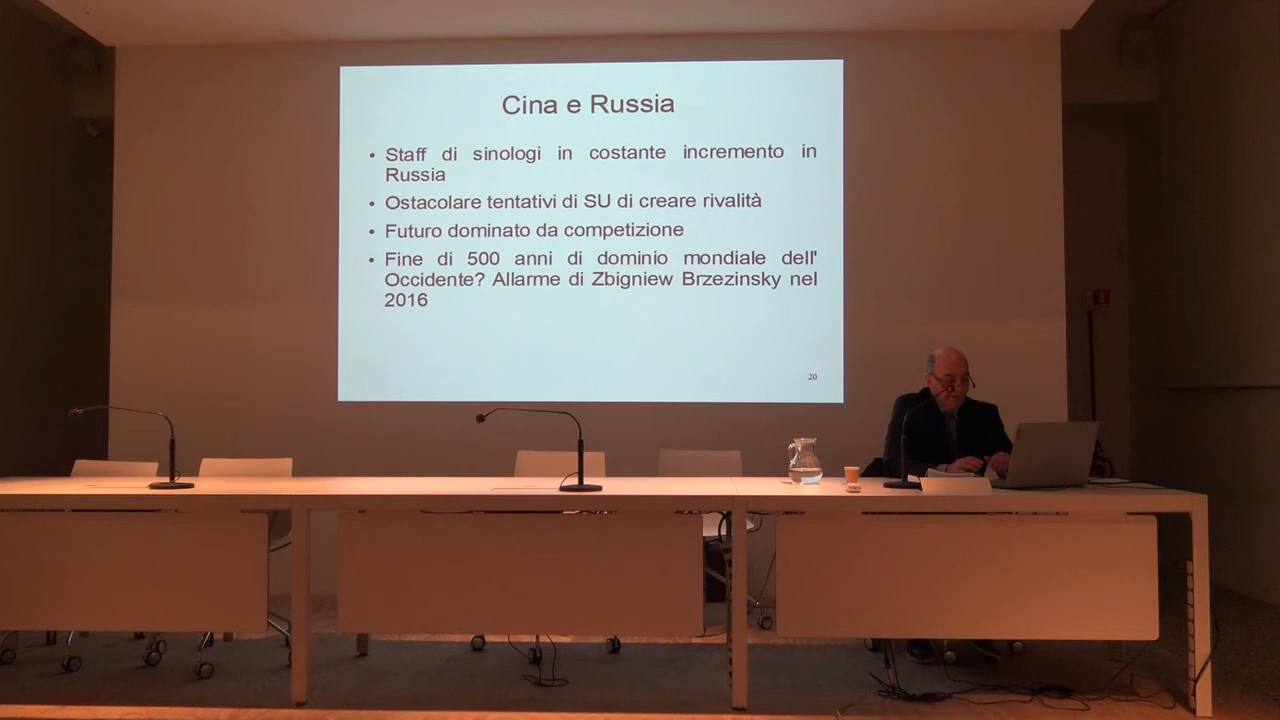 Cina e Russia
• Staff di sinologi in costante incremento in
Russia
• Ostacolare tentativi di SU di creare rivalità
• Futuro dominato da competizione
• Fine di 500 anni di dominio mondiale dell'
Occidente? Allarme di Zbigniew Brzezinsky nel
2016
20